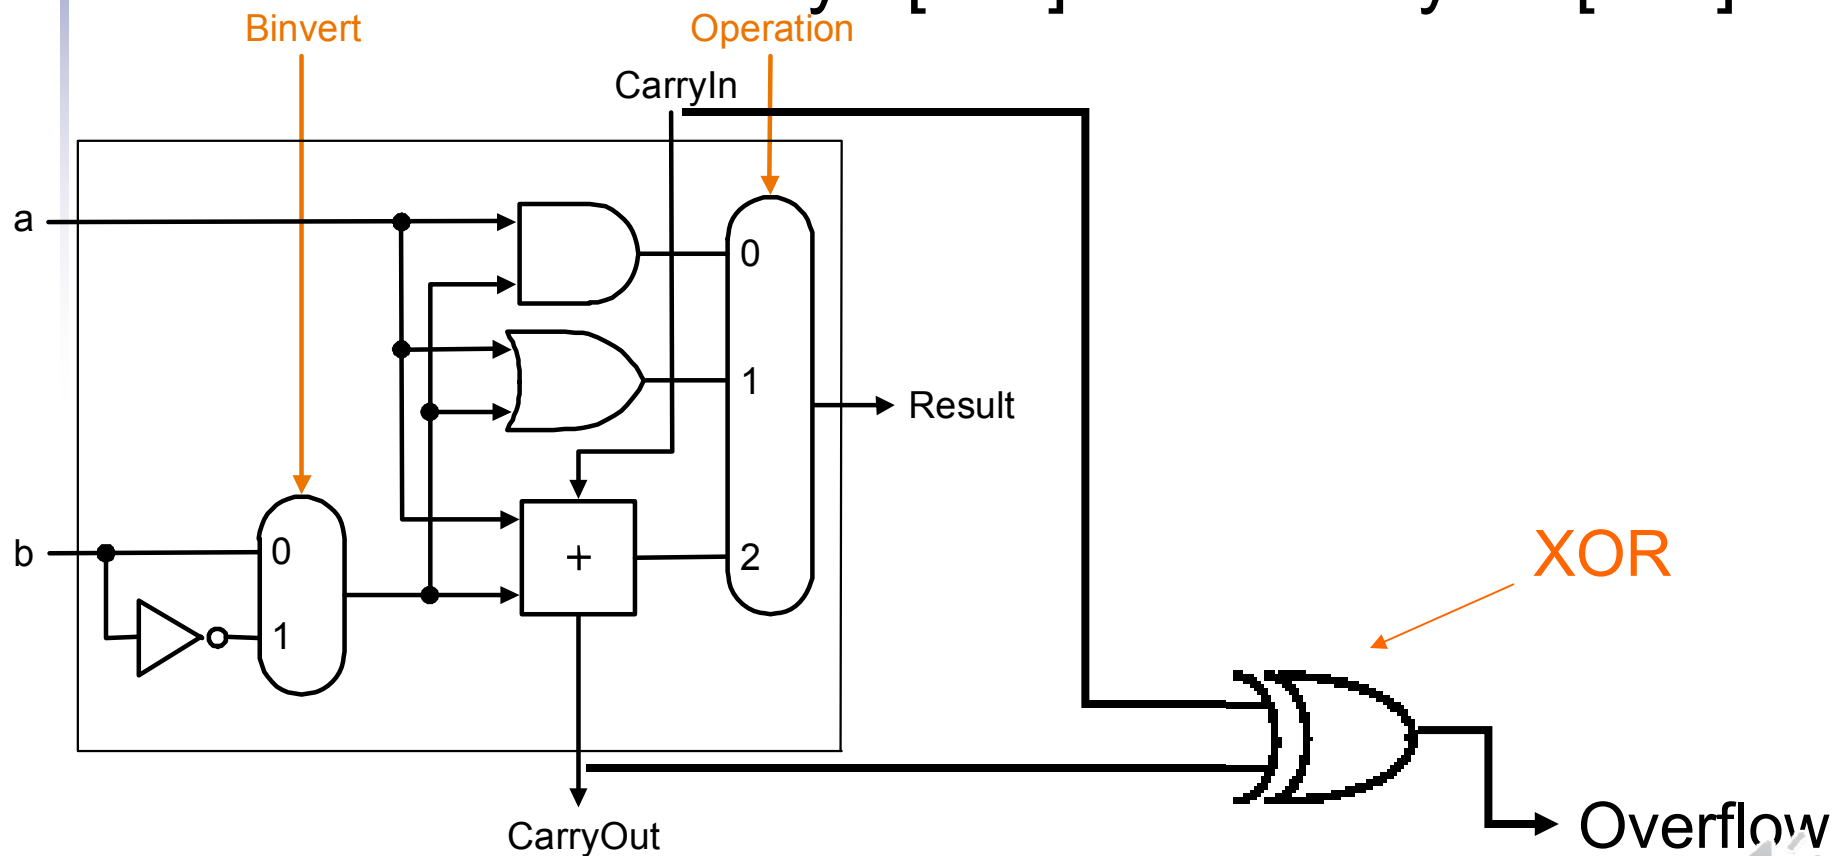 Binvert
Operation
CarryIn
a
0
1
Result
b
0
+
2
XOR
1
CarryOut
Overflow